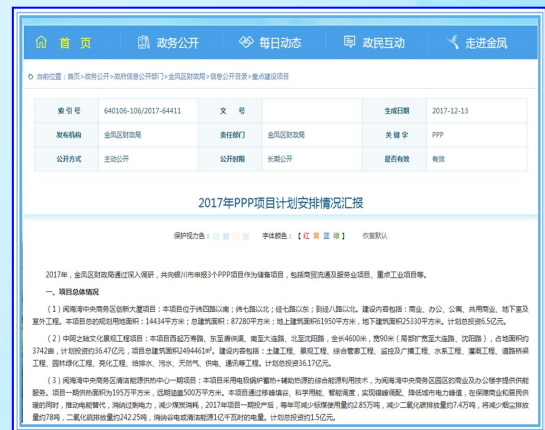 首 页 政务公开 每日动态 政民互动 走进金凤
当前位置：首页>政务公开>政府信息公开部门>金凤区财政局>信息公开目录>重点建设项目
索 引 号 640106-106/2017-64411 文 号 生成日期 2017-12-13
发布机构 金凤区财政局 责任部门 金凤区财政局 关 键 字 PPP
公开方式 主动公开 公开时限 长期公开 是否有效 有效
2017年PPP项目计划安排情况汇报
保护视力色： 字体颜色：【 红 黄 蓝 绿 】 恢复默认
2017年，金凤区财政局通过深入调研，共向银川市申报3个PPP项目作为储备项目，包括商贸流通及服务业项目、重点工业项目等。
一、项目总体情况
（1）阅海湾中央商务区创新大厦项目：本项目位于纬四路以南；纬七路以北；经七路以东；到经八路以北。建设内容包括：商业、办公、公寓、共用商业、地下室及
室外工程。本项目总的规划用地面积：14434平方米；总建筑面积：87280平方米；地上建筑面积61950平方米，地下建筑面积25330平方米。计划总投资6.5亿元。
（2）中阿之轴文化景观工程项目：本项目西起万寿路、东至唐徕渠、南至大连路、北至沈阳路，全长4600米，宽90米（局部扩宽至大连路、沈阳路），占地面积约
3742亩，计划投资约36.47亿元，项目总建筑面积2494461m²。建设内容包括：土建工程、景观工程、综合管廊工程、监控及广播工程、水系工程、灌溉工程、道路桥梁
工程、园林绿化工程、亮化工程、给排水、污水、天然气、供电、通讯等工程。计划总投资36.17亿元。
（3）阅海湾中央商务区清洁能源供热中心一期项目：本项目采用电极锅炉蓄热+辅助热源的综合能源利用技术，为阅海湾中央商务区园区的商业及办公楼宇提供供能
服务。项目一期供热面积为195万平方米，远期涵盖500万平方米。本项目通过移峰填谷、科学用能、智能调度，实现错峰调配、降低城市电力峰值，在保障商业和居民供
暖的同时，推动电能替代，消纳过剩电力，减少煤炭消耗，2017年项目一期投产后，每年可减少标煤使用量约2.85万吨，减少二氧化碳排放量约7.4万吨，将减少烟尘排放
量约78吨，二氧化硫排放量约242.25吨，消纳谷电或清洁能源1亿千瓦时的电量。计划总投资约1.5亿元。